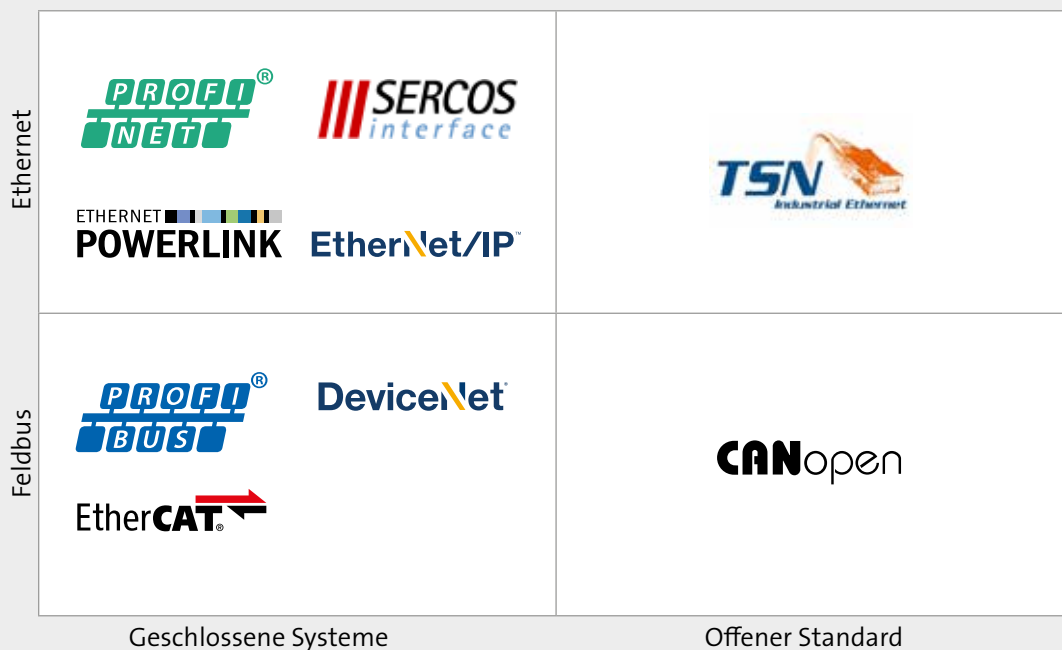 Ethernet
PROFI®
NET
SERCOS
interface
ETHERNET
POWERLINK
EtherNet/IP™
TSN
Industrial Ethernet
Feldbus
PROFI®
BUS
DeviceNet®
EtherCAT®
CANopen
Geschlossene Systeme
Offener Standard